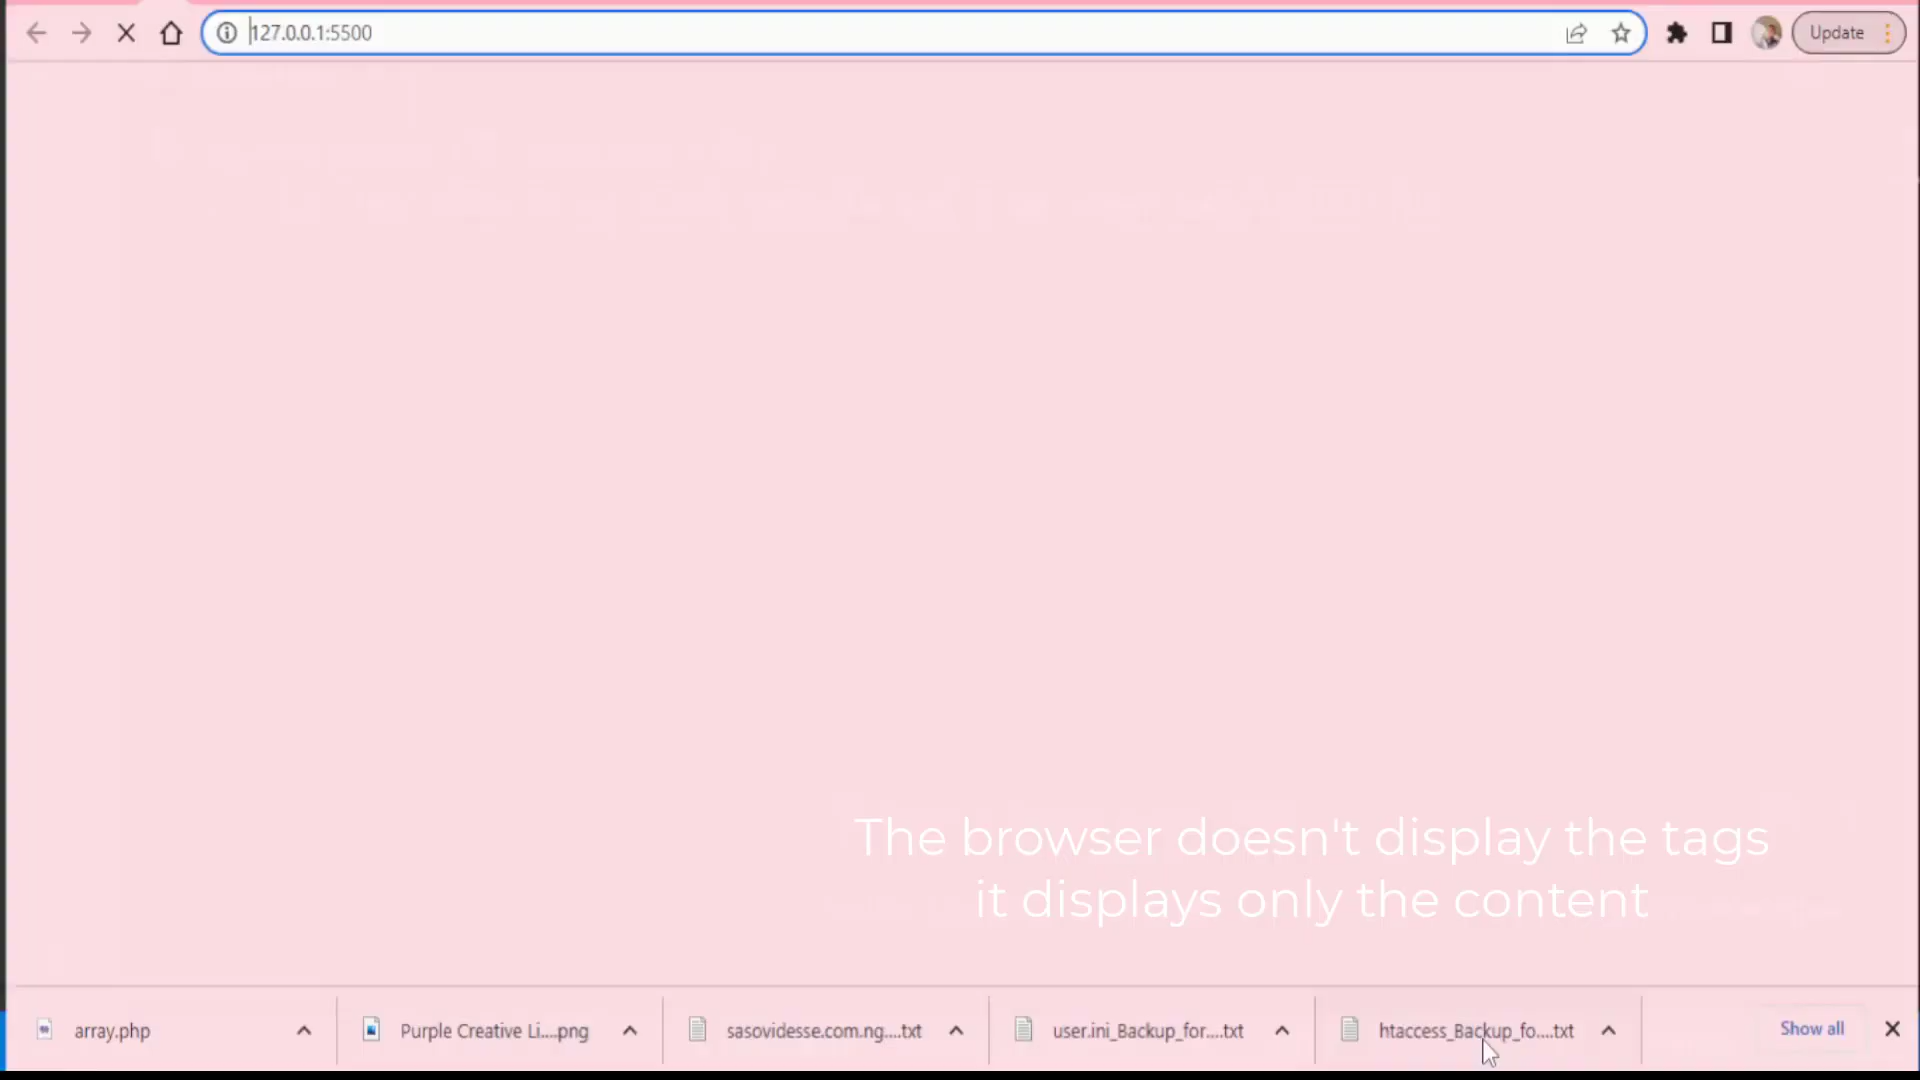 127.0.0.1:5500
Update
The browser doesn't display the tags
it displays only the content
array.php
Purple Creative Li....png
sasovidesse.com.ng....txt
user.ini_Backup_for....txt
htaccess_Backup_fo....txt
Show all